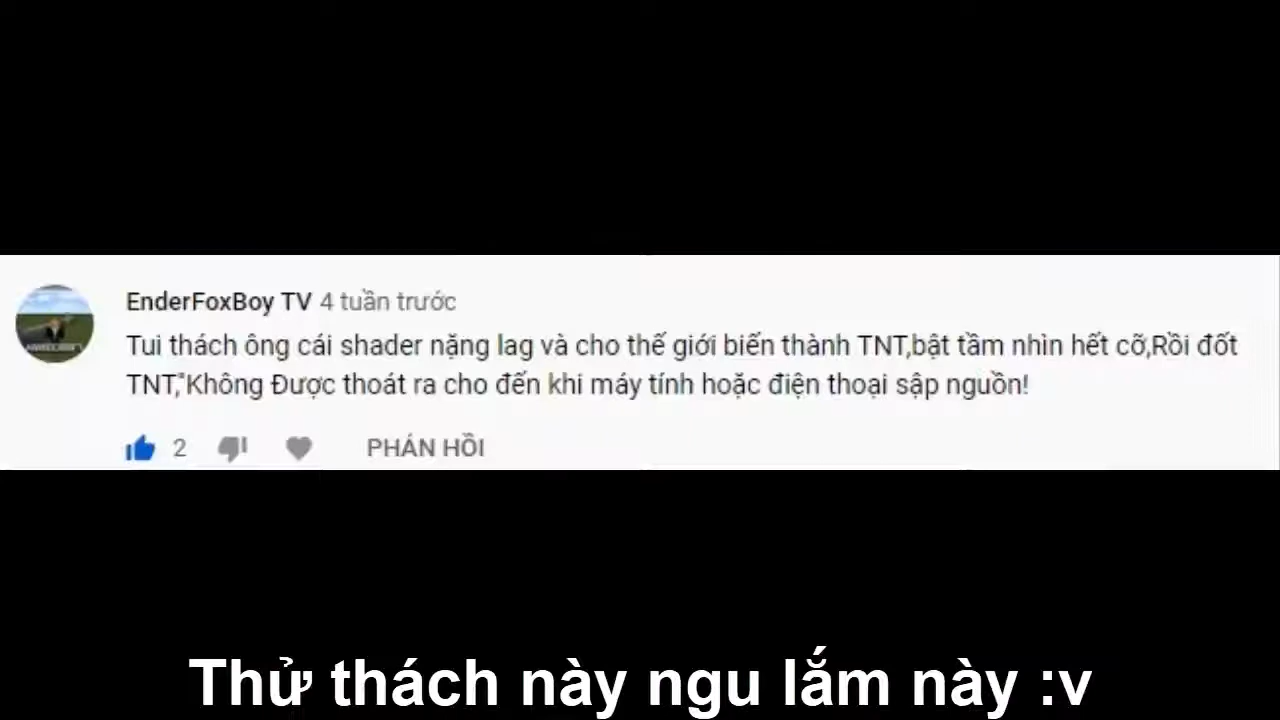 EnderFoxBoy TV 4 tuần trước
Tui thách ông cái shader nặng lag và cho thế giới biến thành TNT,bật tầm nhìn hết cỡ,Rồi đốt
TNT,"Không Được thoát ra cho đến khi máy tính hoặc điện thoại sập nguồn!
2 PHẢN HỒI
Thử thách này ngu lắm này :v